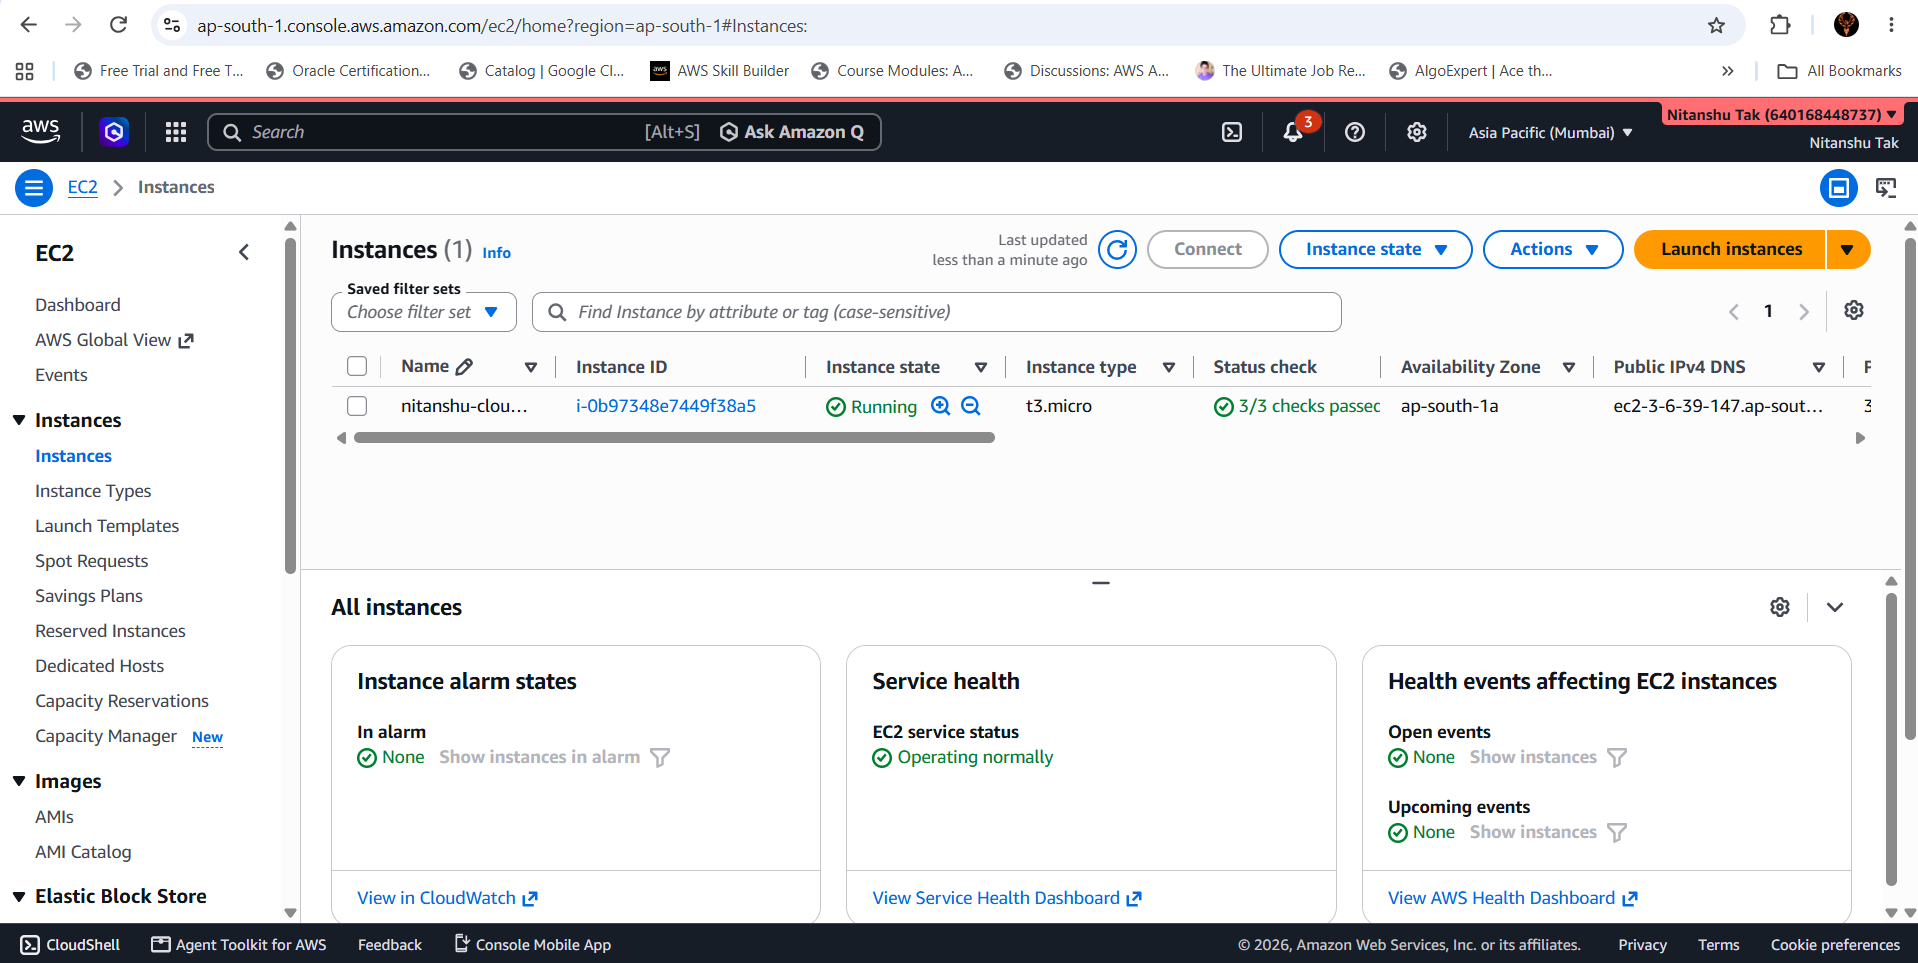 ap-south-1.console.aws.amazon.com/ec2/home?region=ap-south-1#Instances:
Free Trial and Free T... Oracle Certification... Catalog | Google Cl... aws AWS Skill Builder Course Modules: A... Discussions: AWS A... The Ultimate Job Re... AlgoExpert | Ace th... » All Bookmarks
aws Search [Alt+S] Ask Amazon Q 3 Asia Pacific (Mumbai) Nitanshu Tak (640168448737)
Nitanshu Tak
EC2 Instances
EC2
Dashboard
AWS Global View
Events
Instances
Instances
Instance Types
Launch Templates
Spot Requests
Savings Plans
Reserved Instances
Dedicated Hosts
Capacity Reservations
Capacity Manager New
Images
AMIs
AMI Catalog
Elastic Block Store
Instances (1) Info
Last updated
less than a minute ago
Connect Instance state Actions Launch instances
Saved filter sets
Choose filter set Find Instance by attribute or tag (case-sensitive) 1
Name Instance ID Instance state Instance type Status check Availability Zone Public IPv4 DNS
nitanshu-clou... i-0b97348e7449f38a5 Running t3.micro 3/3 checks passed ap-south-1a ec2-3-6-39-147.ap-sout... 3
All instances
Instance alarm states
In alarm
None Show instances in alarm
View in CloudWatch
Service health
EC2 service status
Operating normally
View Service Health Dashboard
Health events affecting EC2 instances
Open events
None Show instances
Upcoming events
None Show instances
View AWS Health Dashboard
CloudShell Agent Toolkit for AWS Feedback Console Mobile App © 2026, Amazon Web Services, Inc. or its affiliates. Privacy Terms Cookie preferences